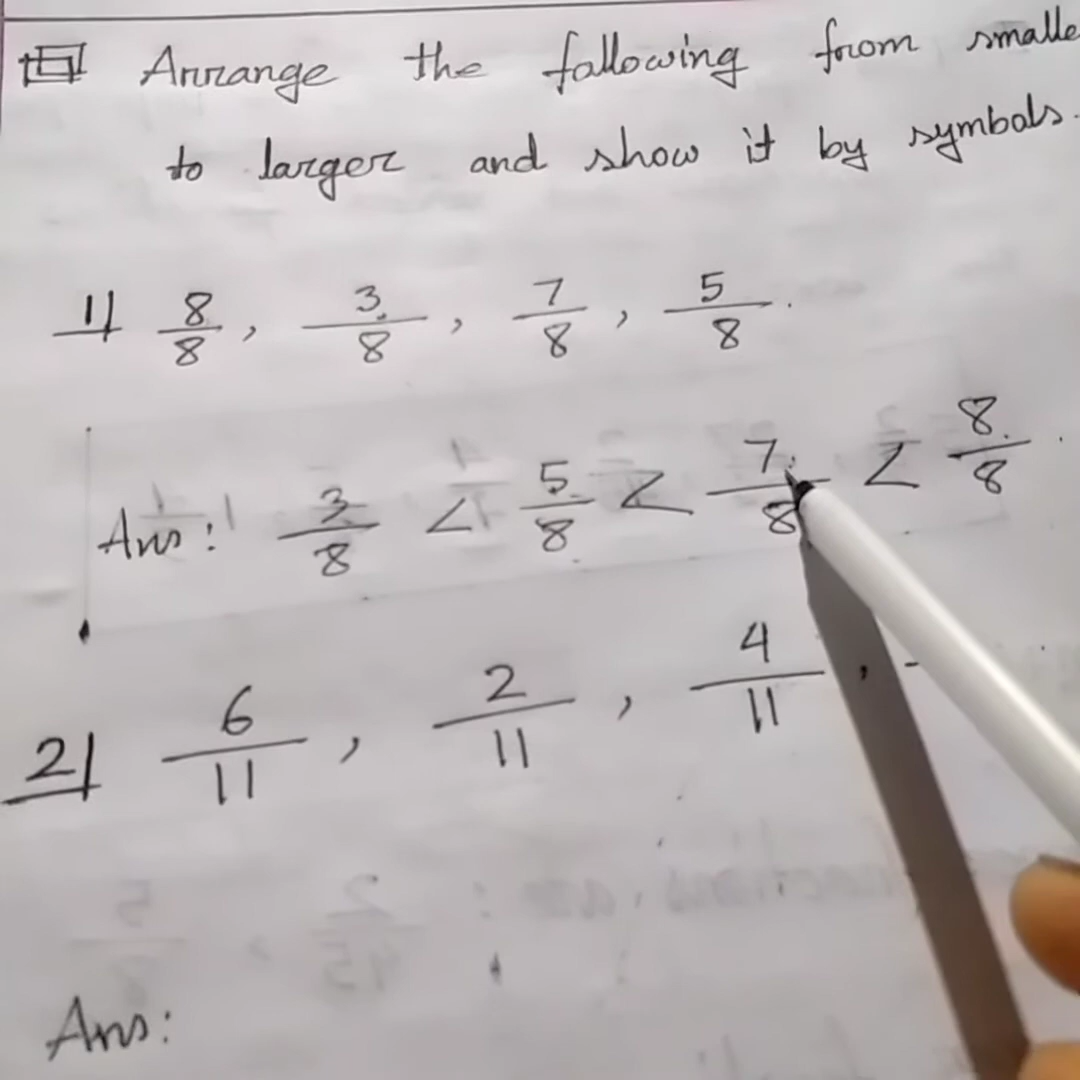 Arrange the fallowing from smalle
to larger and show it by symbols.
1) 8/8, 3/8, 7/8, 5/8.
Ans: 3/8 < 5/8 < 7/8 < 8/8.
2) 6/11, 2/11, 4/11,
Ans: